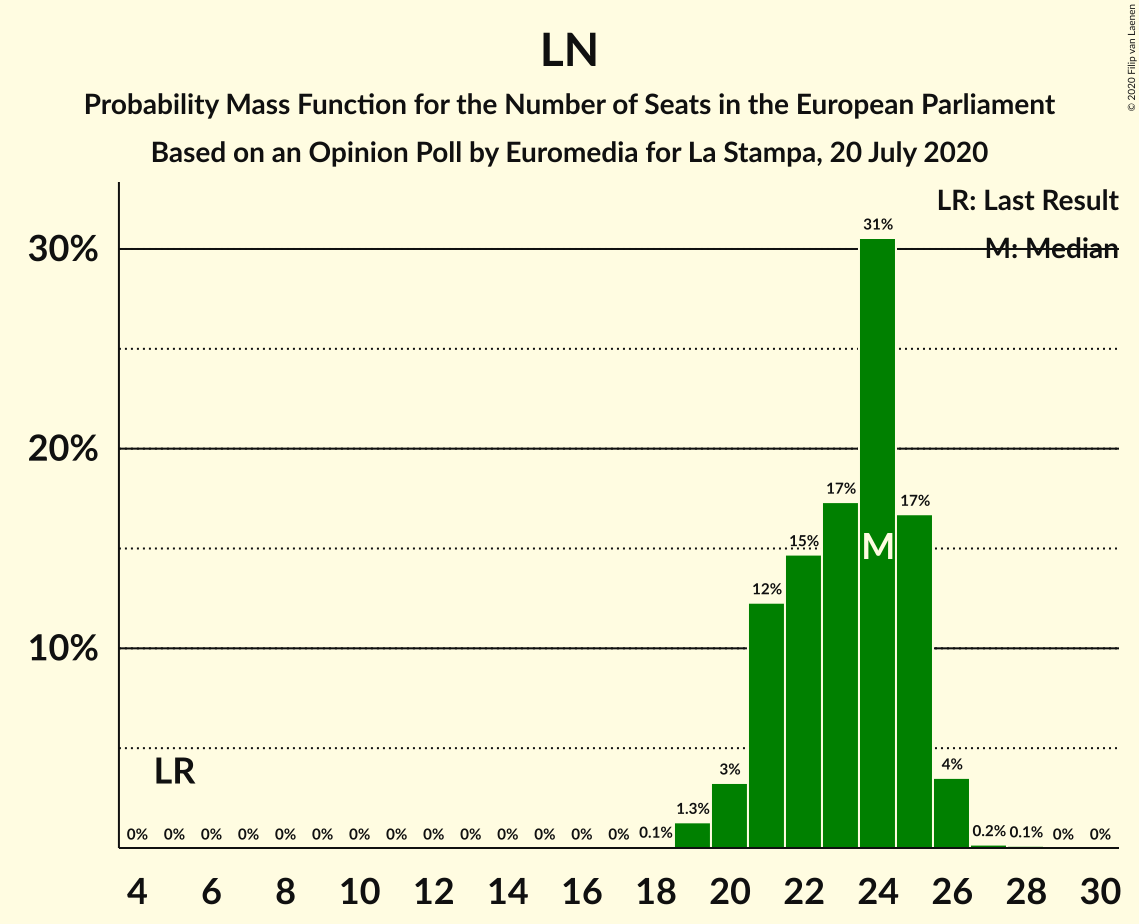 LN
Probability Mass Function for the Number of Seats in the European Parliament
Based on an Opinion Poll by Euromedia for La Stampa, 20 July 2020
© 2020 Filip van Laenen
LR: Last Result
M: Median
30%
20%
10%
31%
17%
17%
15%
M
12%
LR
4%
3%
1.3%
0% 0% 0% 0% 0% 0% 0% 0% 0% 0% 0% 0% 0% 0% 0.1% 0.2% 0.1% 0% 0%
4 6 8 10 12 14 16 18 20 22 24 26 28 30